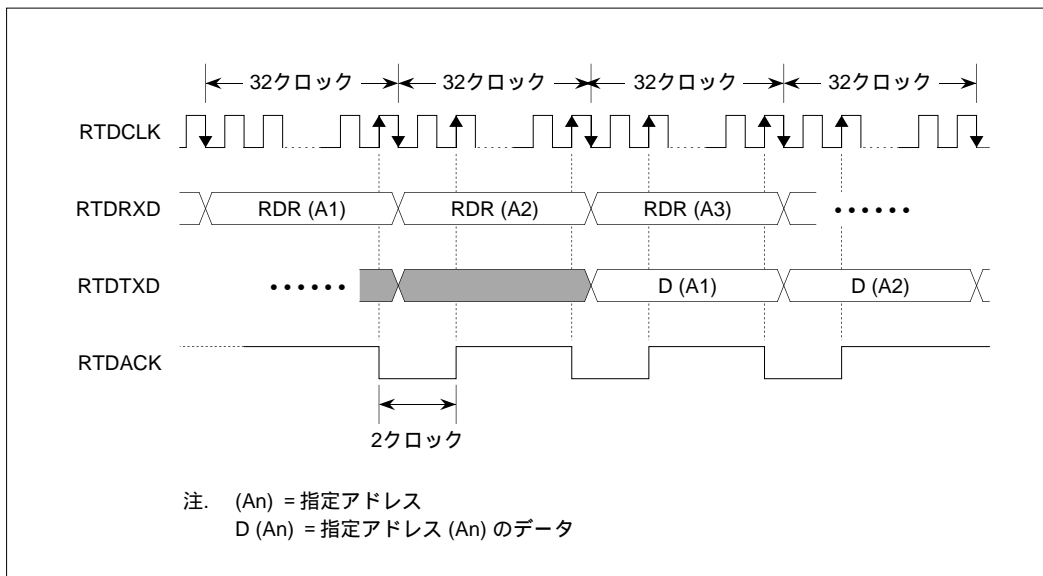 32クロック 32クロック 32クロック 32クロック
RTDCLK
RTDRXD RDR (A1) RDR (A2) RDR (A3) ••••••
RTDTXD •••••• D (A1) D (A2)
RTDACK
2クロック
注. (An) = 指定アドレス
D (An) = 指定アドレス (An) のデータ